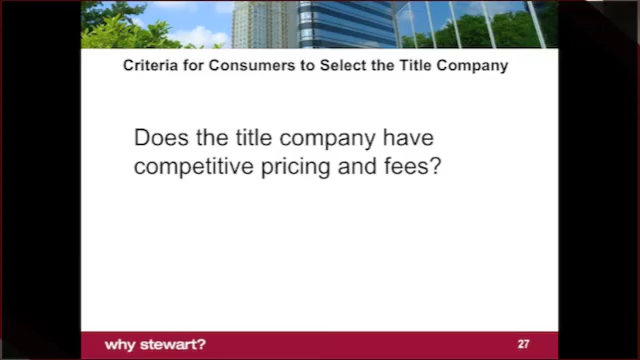 Criteria for Consumers to Select the Title Company
Does the title company have
competitive pricing and fees?
why stewart?
27